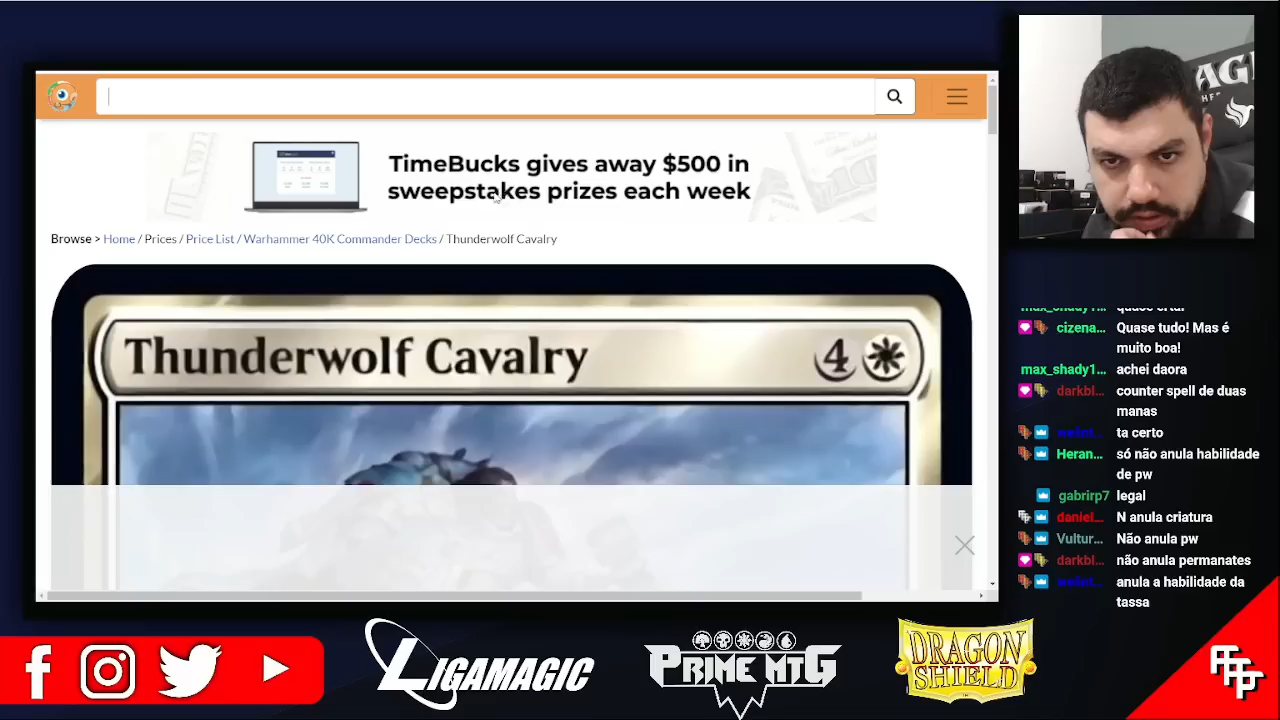 TimeBucks gives away $500 in
sweepstakes prizes each week
Browse > Home / Prices / Price List / Warhammer 40K Commander Decks / Thunderwolf Cavalry
Thunderwolf Cavalry 4
cizena... Quase tudo! Mas é
muito boa!
max_shady1... achei daora
darkbl... counter spell de duas
manas
welint... ta certo
Heran... só não anula habilidade
de pw
gabrirp7 legal
daniel... N anula criatura
Vultur... Não anula pw
darkbl... não anula permanates
welint... anula a habilidade da
tassa
LIGAMAGIC
PRIME MTG
DRAGON
SHIELD